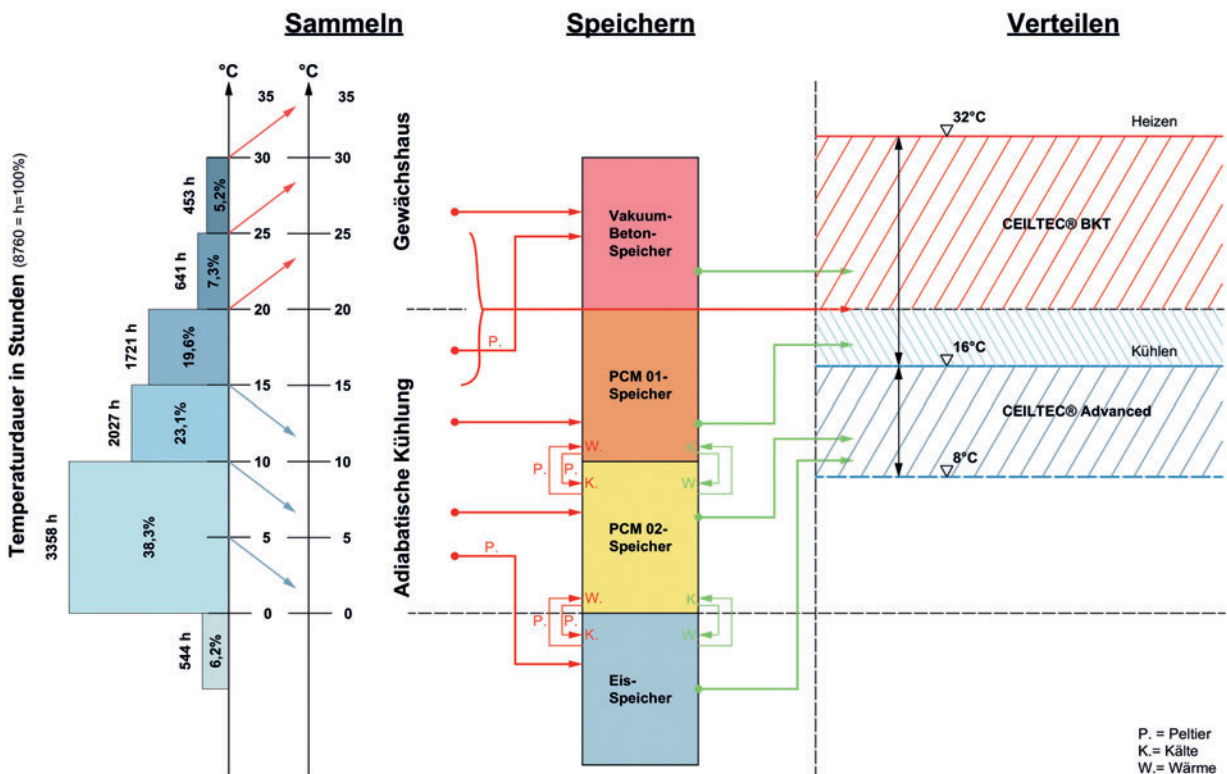 Sammeln
Speichern
Verteilen
Temperaturdauer in Stunden (8760 = h=100%)
°C
°C
35
35
30
30
25
25
20
20
15
15
10
10
5
5
0
0
453 h
5,2%
641 h
7,3%
1721 h
19,6%
2027 h
23,1%
3358 h
38,3%
544 h
6,2%
Gewächshaus
Adiabatische Kühlung
P.
P.
Vakuum-
Beton-
Speicher
PCM 01-
Speicher
W.
K.
P.
P.
K
W
PCM 02-
Speicher
W.
K.
P.
P.
K
W
Eis-
Speicher
32°C
Heizen
CEILTEC® BKT
16°C
Kühlen
CEILTEC® Advanced
8°C
P. = Peltier
K.= Kälte
W.= Wärme